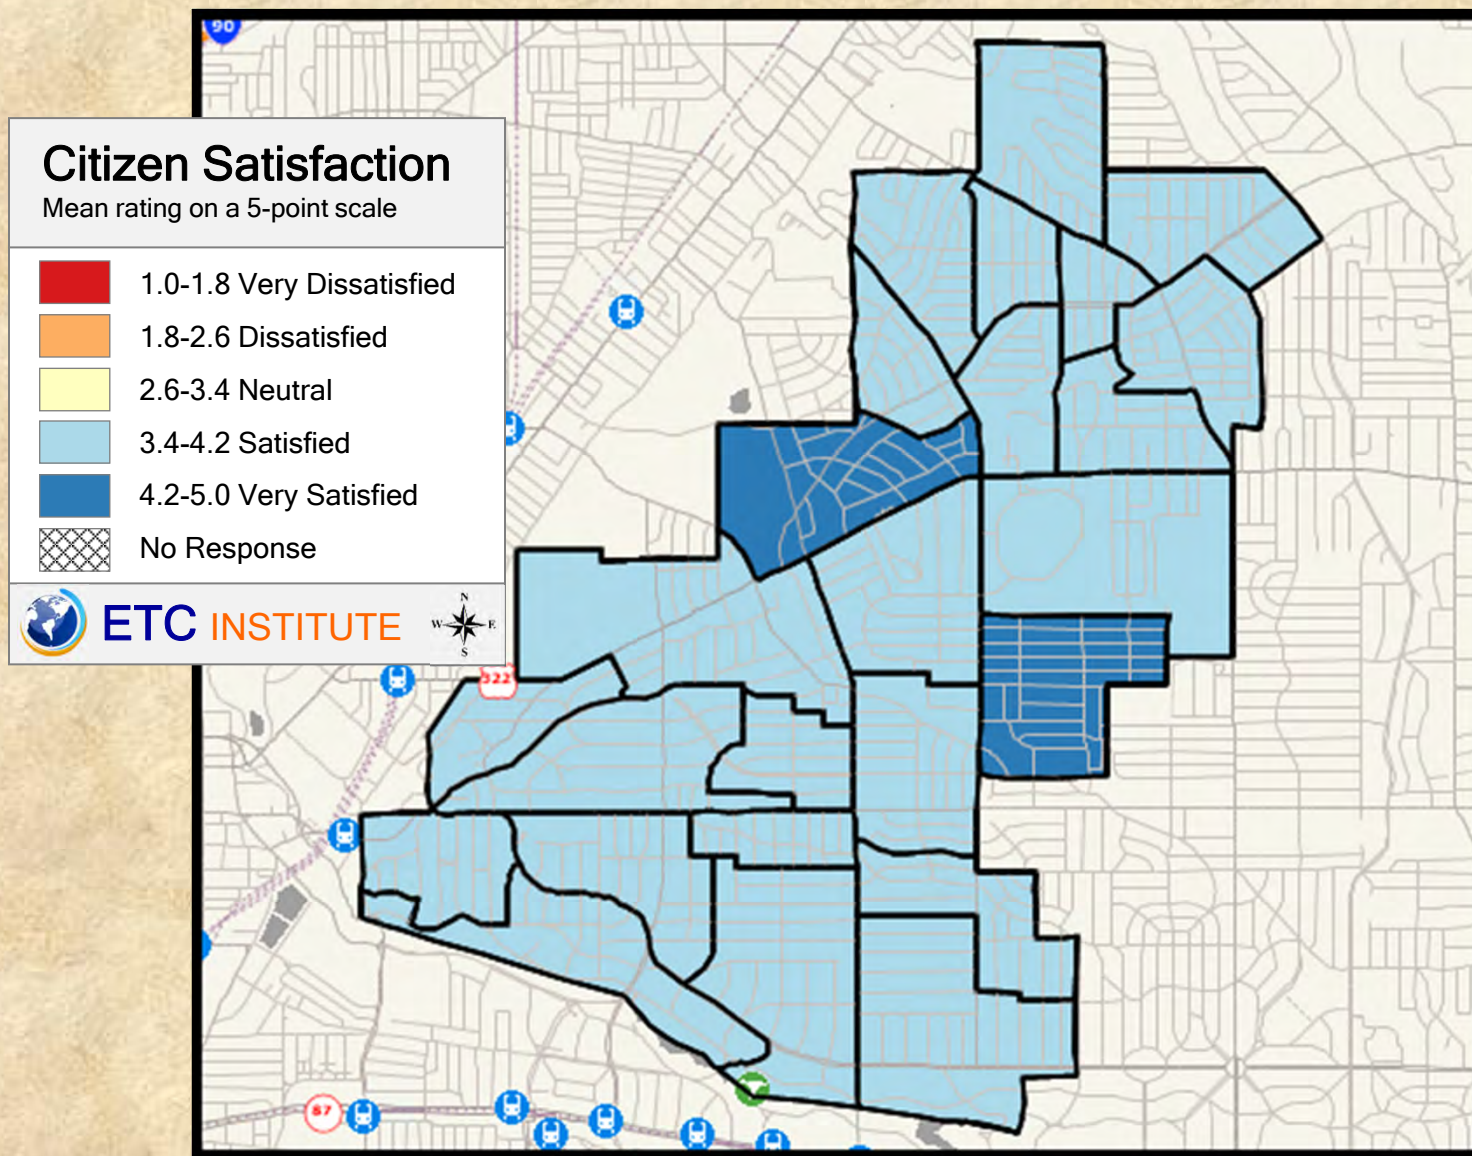 90
Citizen Satisfaction
Mean rating on a 5-point scale
1.0-1.8 Very Dissatisfied
1.8-2.6 Dissatisfied
2.6-3.4 Neutral
3.4-4.2 Satisfied
4.2-5.0 Very Satisfied
No Response
ETC INSTITUTE
N
W E
S
322
87